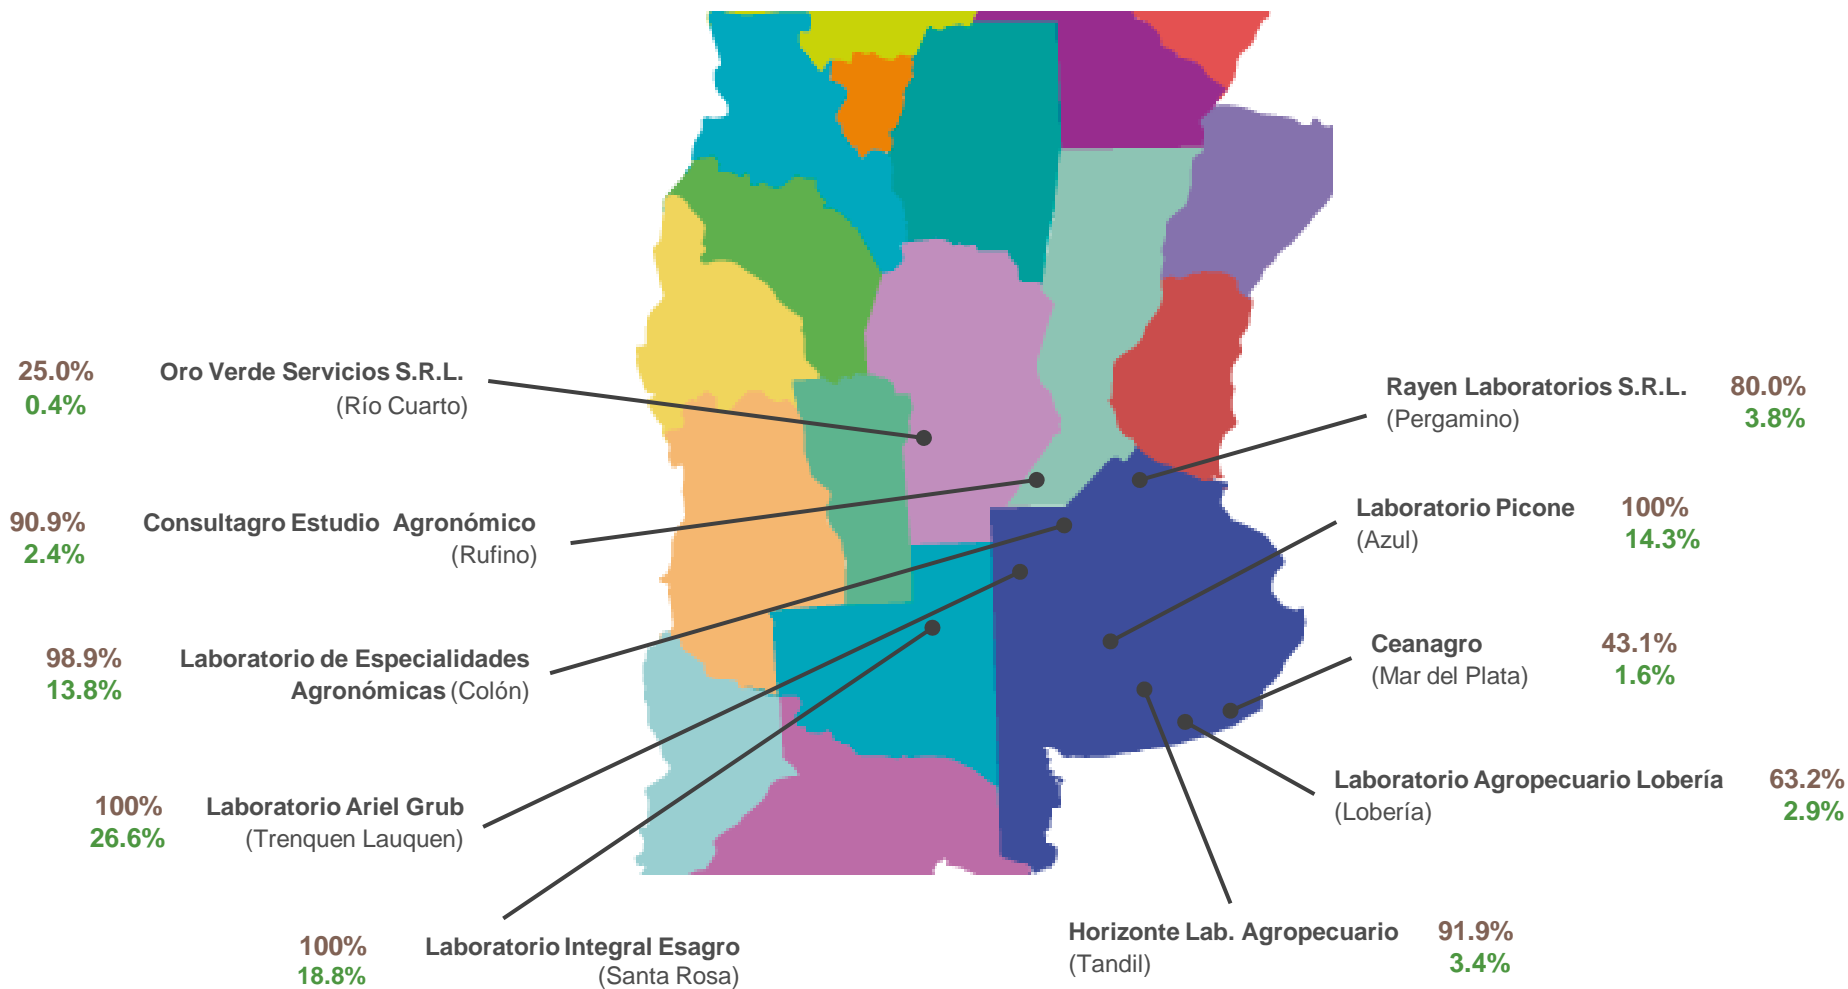 25.0% Oro Verde Servicios S.R.L.
0.4% (Río Cuarto)
90.9% Consultagro Estudio Agronómico
2.4% (Rufino)
98.9% Laboratorio de Especialidades
13.8% Agronómicas (Colón)
100% Laboratorio Ariel Grub
26.6% (Trenquen Lauquen)
100% Laboratorio Integral Esagro
18.8% (Santa Rosa)
Rayen Laboratorios S.R.L. 80.0%
(Pergamino) 3.8%
Laboratorio Picone 100%
(Azul) 14.3%
Ceanagro 43.1%
(Mar del Plata) 1.6%
Laboratorio Agropecuario Lobería 63.2%
(Lobería) 2.9%
Horizonte Lab. Agropecuario 91.9%
(Tandil) 3.4%